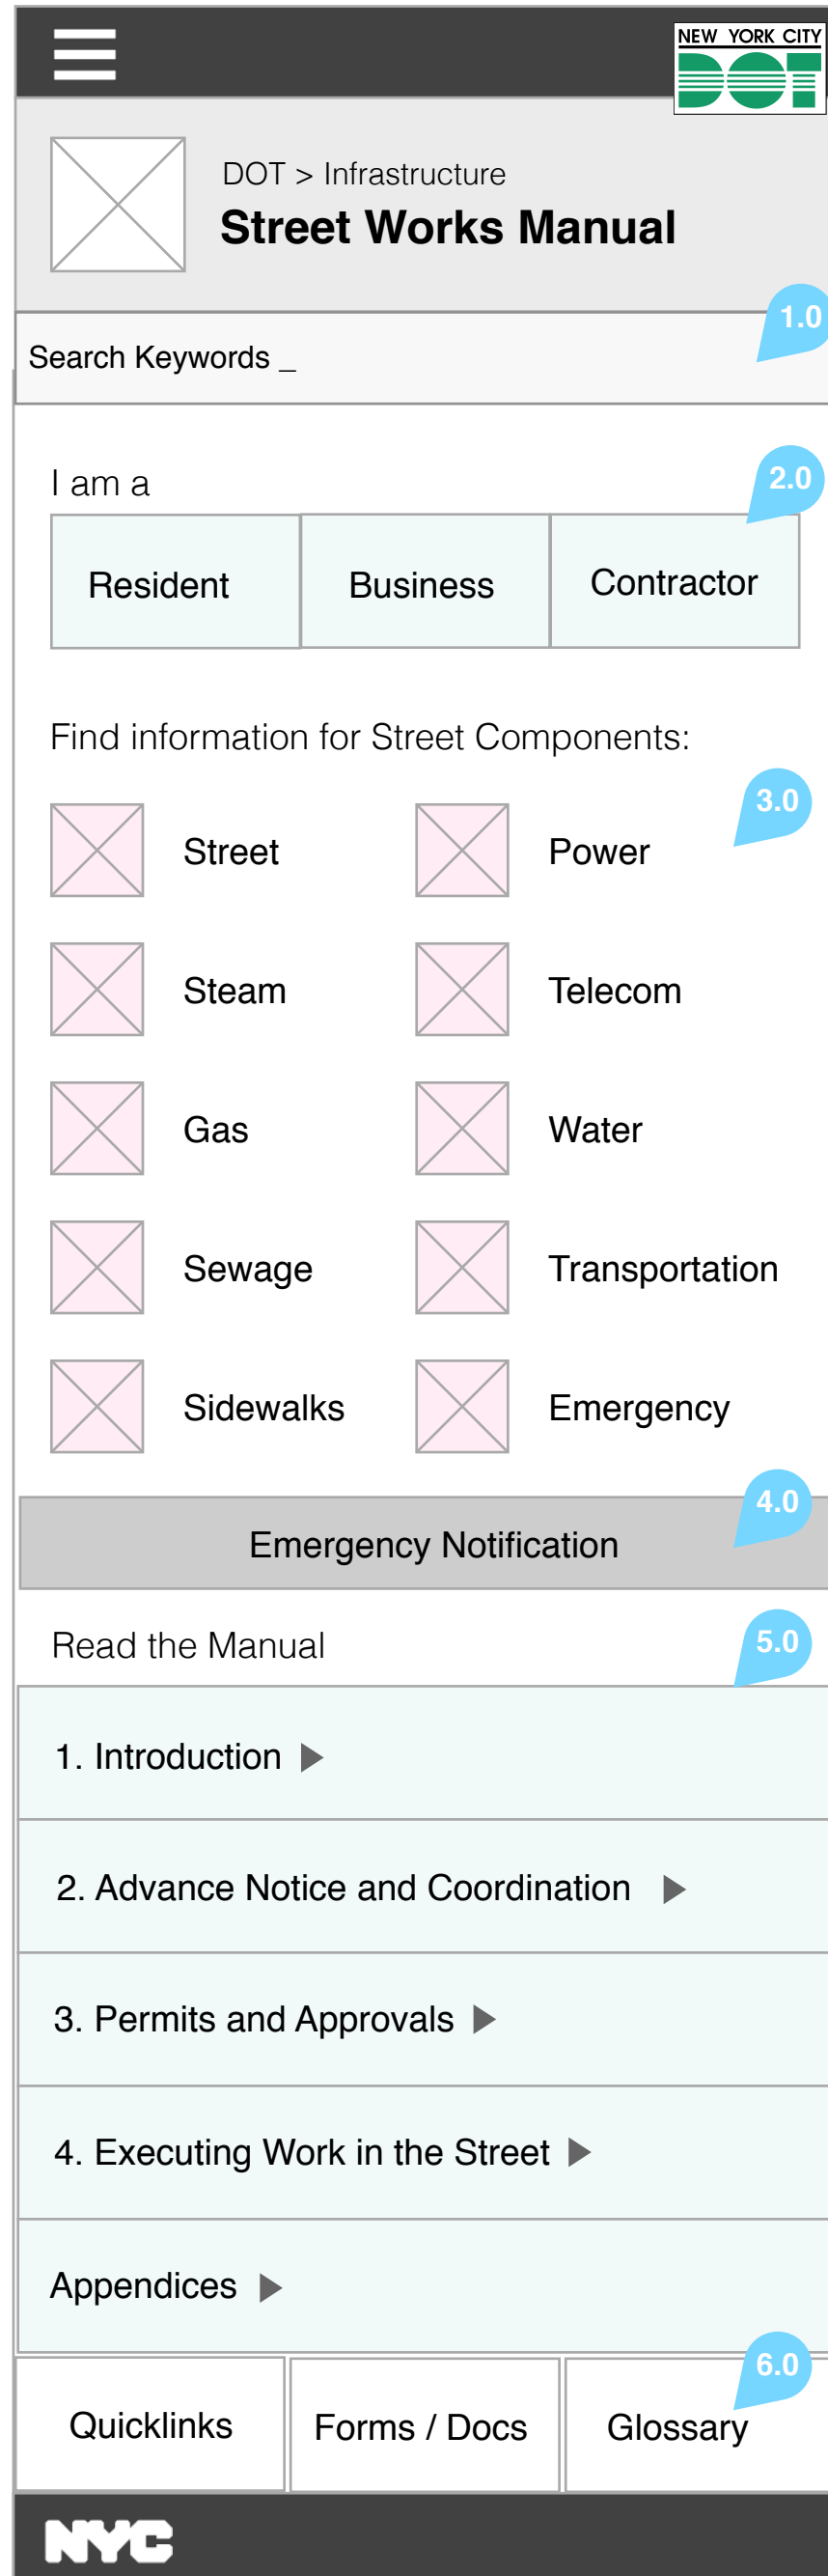 NEW YORK CITY
DOT
DOT > Infrastructure
Street Works Manual
1.0
Search Keywords _
I am a
2.0
Resident Business Contractor
Find information for Street Components:
3.0
Street Power
Steam Telecom
Gas Water
Sewage Transportation
Sidewalks Emergency
4.0
Emergency Notification
Read the Manual
5.0
1. Introduction
2. Advance Notice and Coordination
3. Permits and Approvals
4. Executing Work in the Street
Appendices
6.0
Quicklinks Forms / Docs Glossary
NYC